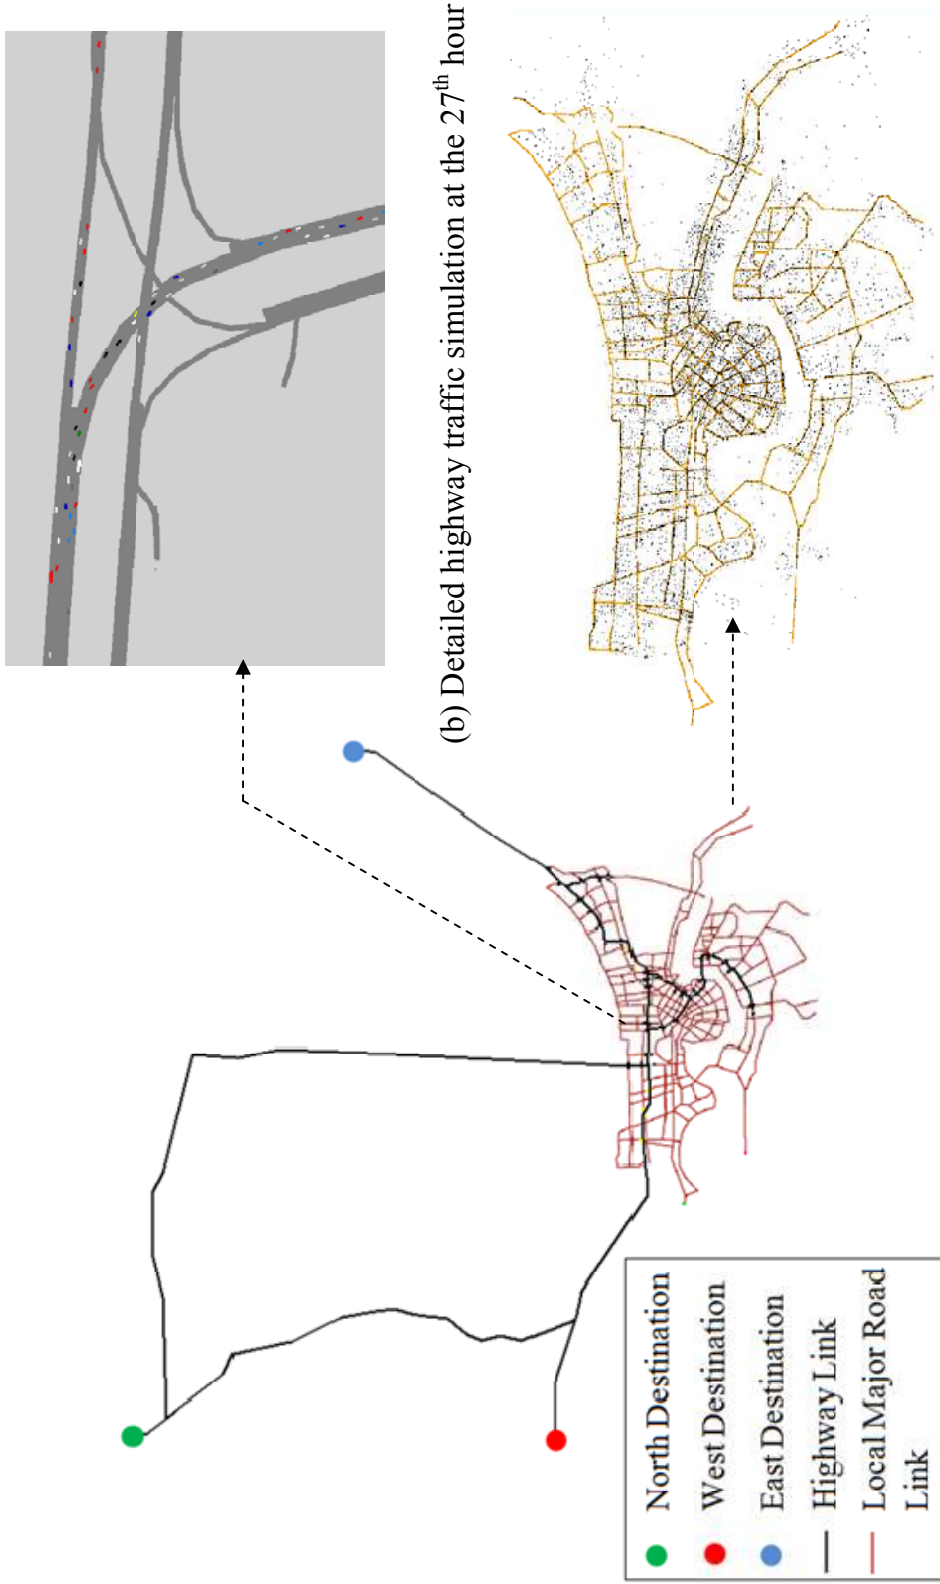 (b) Detailed highway traffic simulation at the 27th hour
North Destination
West Destination
East Destination
Highway Link
Local Major Road
Link